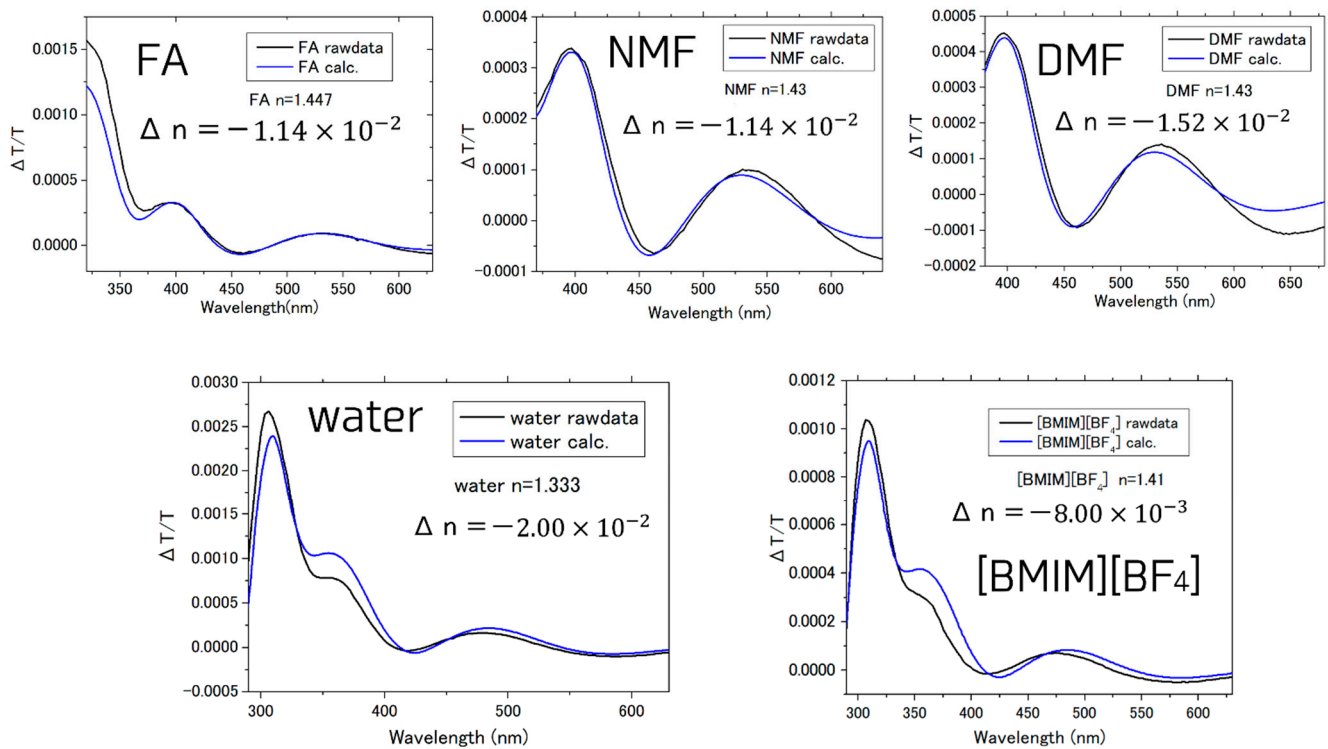 0.0015
0.0010
0.0005
0.0000
Δ T/T
FA
FA rawdata
FA calc.
FA n=1.447
Δ n = −1.14 × 10−2
350 400 450 500 550 600
Wavelength(nm)
0.0004
0.0003
0.0002
0.0001
0.0000
−0.0001
Δ T/T
NMF
NMF rawdata
NMF calc.
NMF n=1.43
Δ n = −1.14 × 10−2
400 450 500 550 600
Wavelength (nm)
0.0005
0.0004
0.0003
0.0002
0.0001
0.0000
−0.0001
−0.0002
Δ T/T
DMF
DMF rawdata
DMF calc.
DMF n=1.43
Δ n = −1.52 × 10−2
400 450 500 550 600 650
Wavelength (nm)
0.0030
0.0025
0.0020
0.0015
0.0010
0.0005
0.0000
−0.0005
Δ T/T
water
water rawdata
water calc.
water n=1.333
Δ n = −2.00 × 10−2
300 400 500 600
Wavelength (nm)
0.0012
0.0010
0.0008
0.0006
0.0004
0.0002
0.0000
Δ T/T
[BMIM][BF4] rawdata
[BMIM][BF4] calc.
[BMIM][BF4] n=1.41
Δ n = −8.00 × 10−3
[BMIM][BF4]
300 350 400 450 500 550 600
Wavelength (nm)